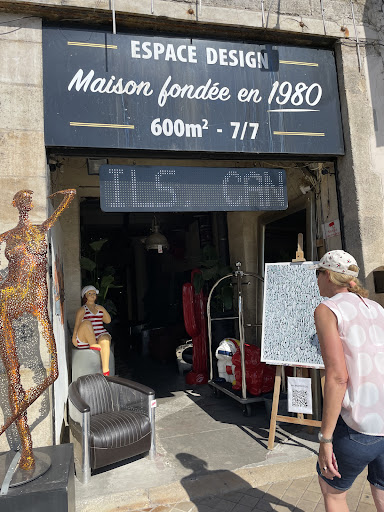 ESPACE DESIGN
Maison fondée en 1980
600m² - 7/7
ILS, CAN